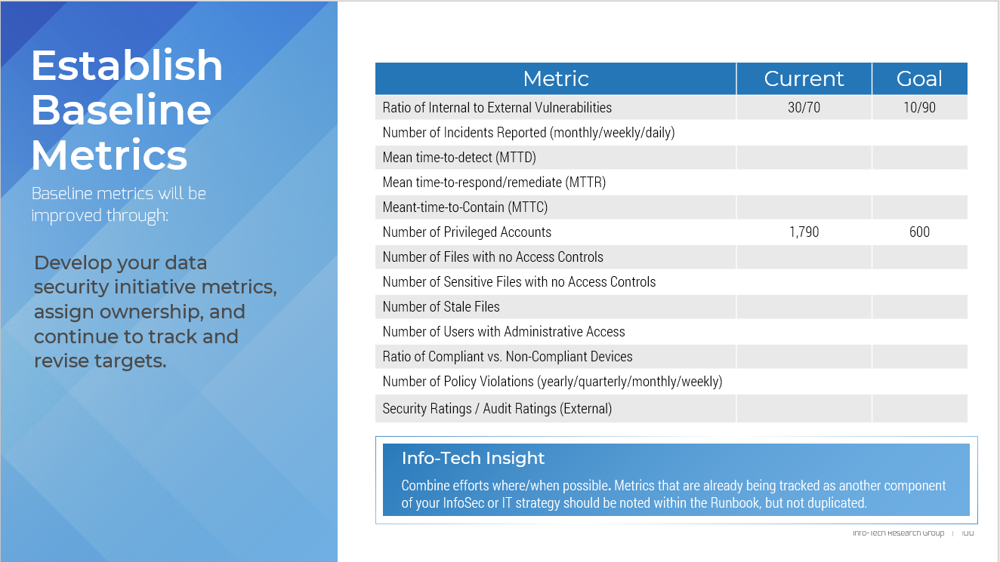 Establish
Baseline
Metrics
Baseline metrics will be
improved through:
Develop your data
security initiative metrics,
assign ownership, and
continue to track and
revise targets.
Metric Current Goal
Ratio of Internal to External Vulnerabilities 30/70 10/90
Number of Incidents Reported (monthly/weekly/daily)
Mean time-to-detect (MTTD)
Mean time-to-respond/remediate (MTTR)
Meant-time-to-Contain (MTTC)
Number of Privileged Accounts 1,790 600
Number of Files with no Access Controls
Number of Sensitive Files with no Access Controls
Number of Stale Files
Number of Users with Administrative Access
Ratio of Compliant vs. Non-Compliant Devices
Number of Policy Violations (yearly/quarterly/monthly/weekly)
Security Ratings / Audit Ratings (External)
Info-Tech Insight
Combine efforts where/when possible. Metrics that are already being tracked as another component
of your InfoSec or IT strategy should be noted within the Runbook, but not duplicated.
Info-Tech Research Group | 100